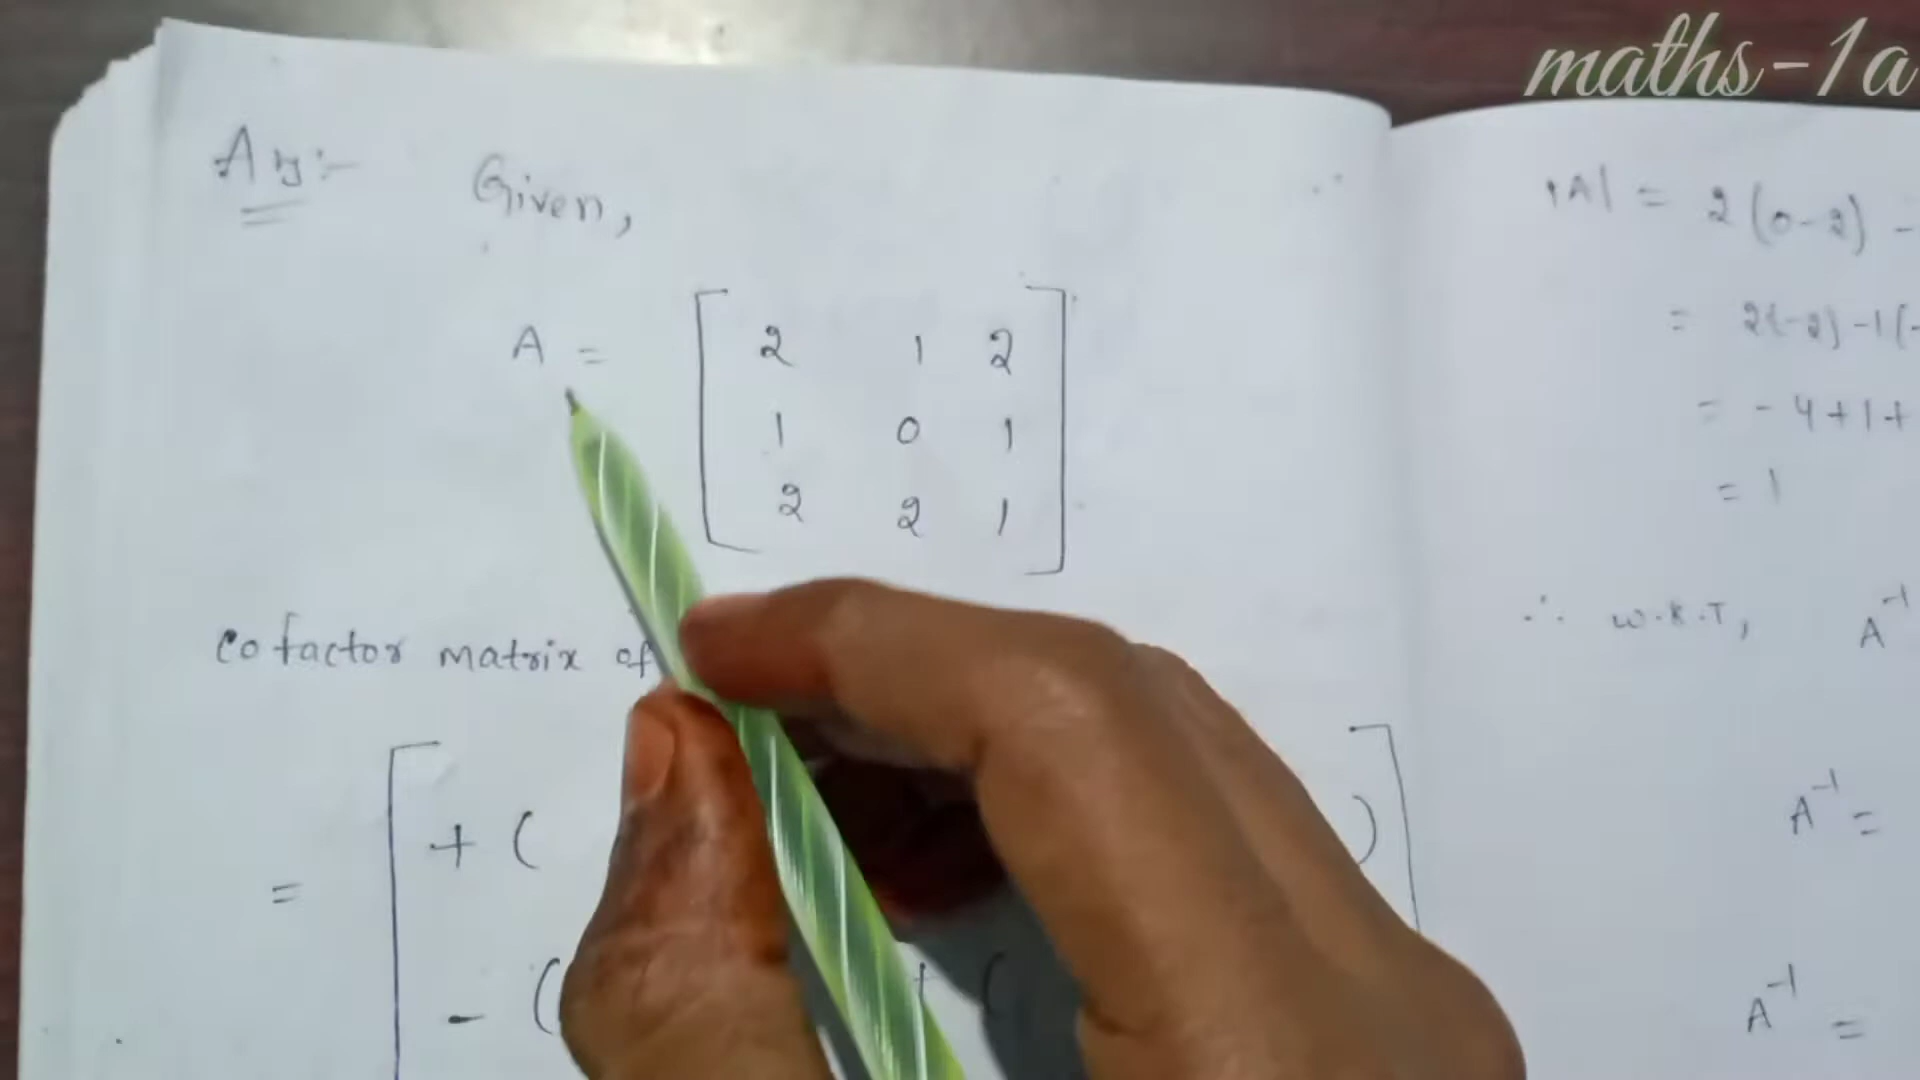 maths-1a
Ans:- Given,
A = [ 2 1 2
1 0 1
2 2 1 ]
cofactor matrix of
= [ + ( )
- ( + (
|A| = 2(0-2) -
= 2(-2) -1(-
= -4+1+
= 1
∴ W.K.T, A⁻¹
A⁻¹ =
A⁻¹ =